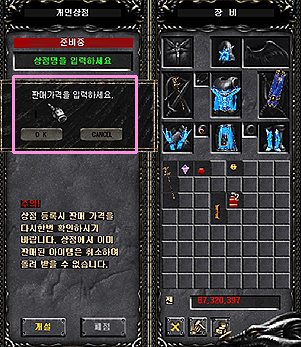 개인상점
준비중
상점명을 입력하세요
판매가격을 입력하세요.
OK
CANCEL
주의!
상점 등록시 판매 가격을
다시한번 확인하시기
바랍니다. 상점에서 이미
판매된 아이템은 취소하여
돌려 받을 수 없습니다.
개설
폐점
장 비
젠
67,320,397